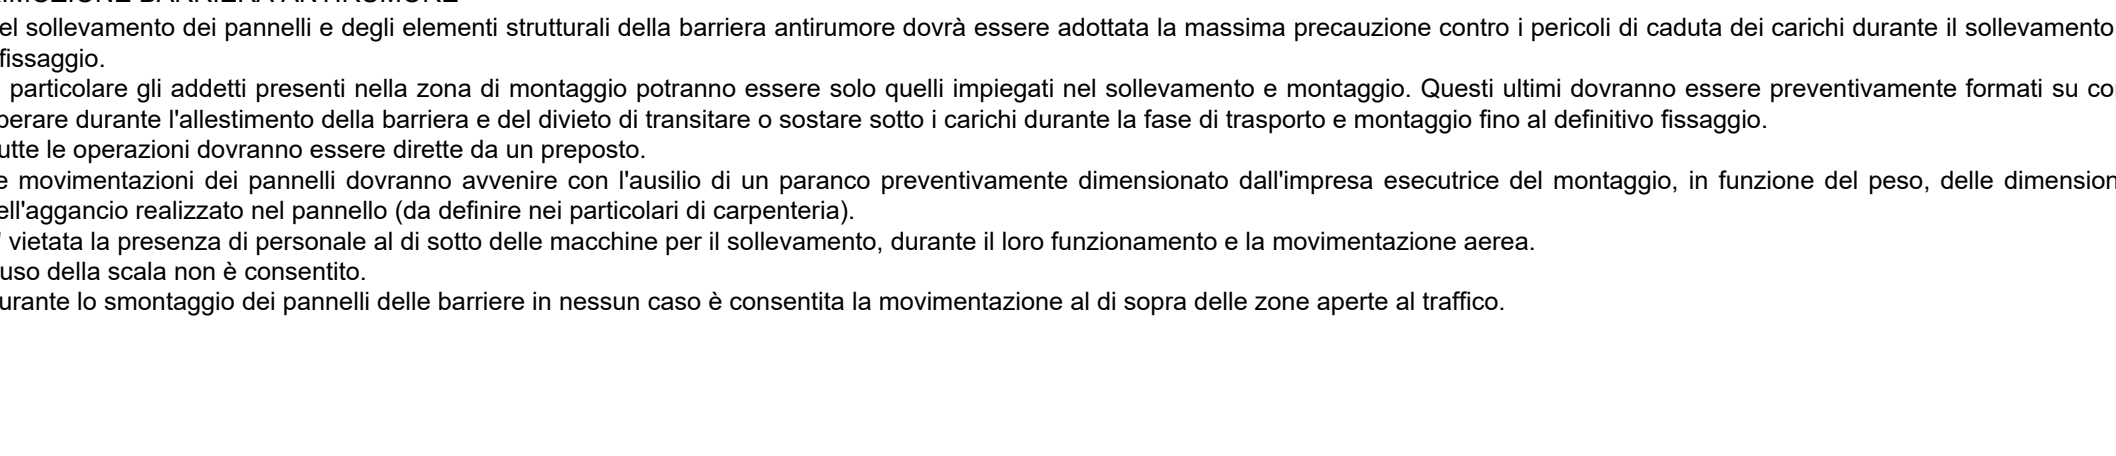 IMOZIONE BARRIERA ANTIRUMORE
el sollevamento dei pannelli e degli elementi strutturali della barriera antirumore dovrà essere adottata la massima precauzione contro i pericoli di caduta dei carichi durante il sollevamento
fissaggio.
particolare gli addetti presenti nella zona di montaggio potranno essere solo quelli impiegati nel sollevamento e montaggio. Questi ultimi dovranno essere preventivamente formati su co
perare durante l'allestimento della barriera e del divieto di transitare o sostare sotto i carichi durante la fase di trasporto e montaggio fino al definitivo fissaggio.
utte le operazioni dovranno essere dirette da un preposto.
e movimentazioni dei pannelli dovranno avvenire con l'ausilio di un paranco preventivamente dimensionato dall'impresa esecutrice del montaggio, in funzione del peso, delle dimension
ell'aggancio realizzato nel pannello (da definire nei particolari di carpenteria).
' vietata la presenza di personale al di sotto delle macchine per il sollevamento, durante il loro funzionamento e la movimentazione aerea.
uso della scala non è consentito.
urante lo smontaggio dei pannelli delle barriere in nessun caso è consentita la movimentazione al di sopra delle zone aperte al traffico.